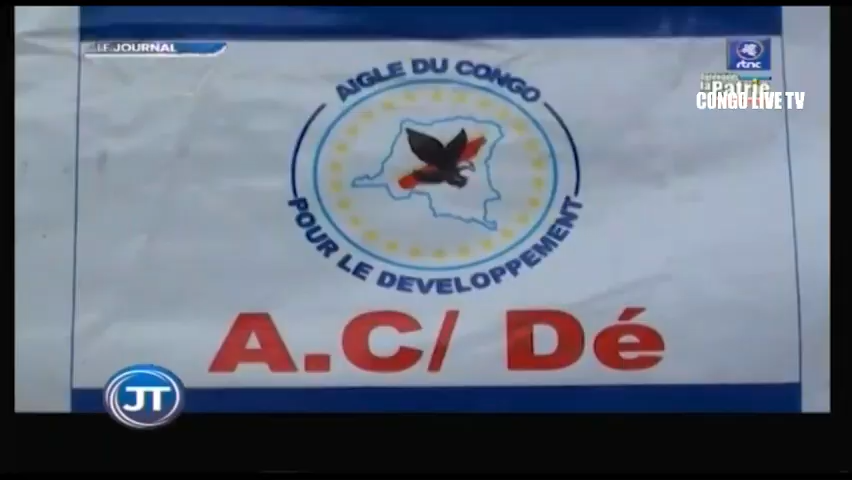 LE JOURNAL
rtnc
la Patrie
CONGO LIVE TV
AIGLE DU CONGO
POUR LE DEVELOPPEMENT
A.C/ Dé
JT